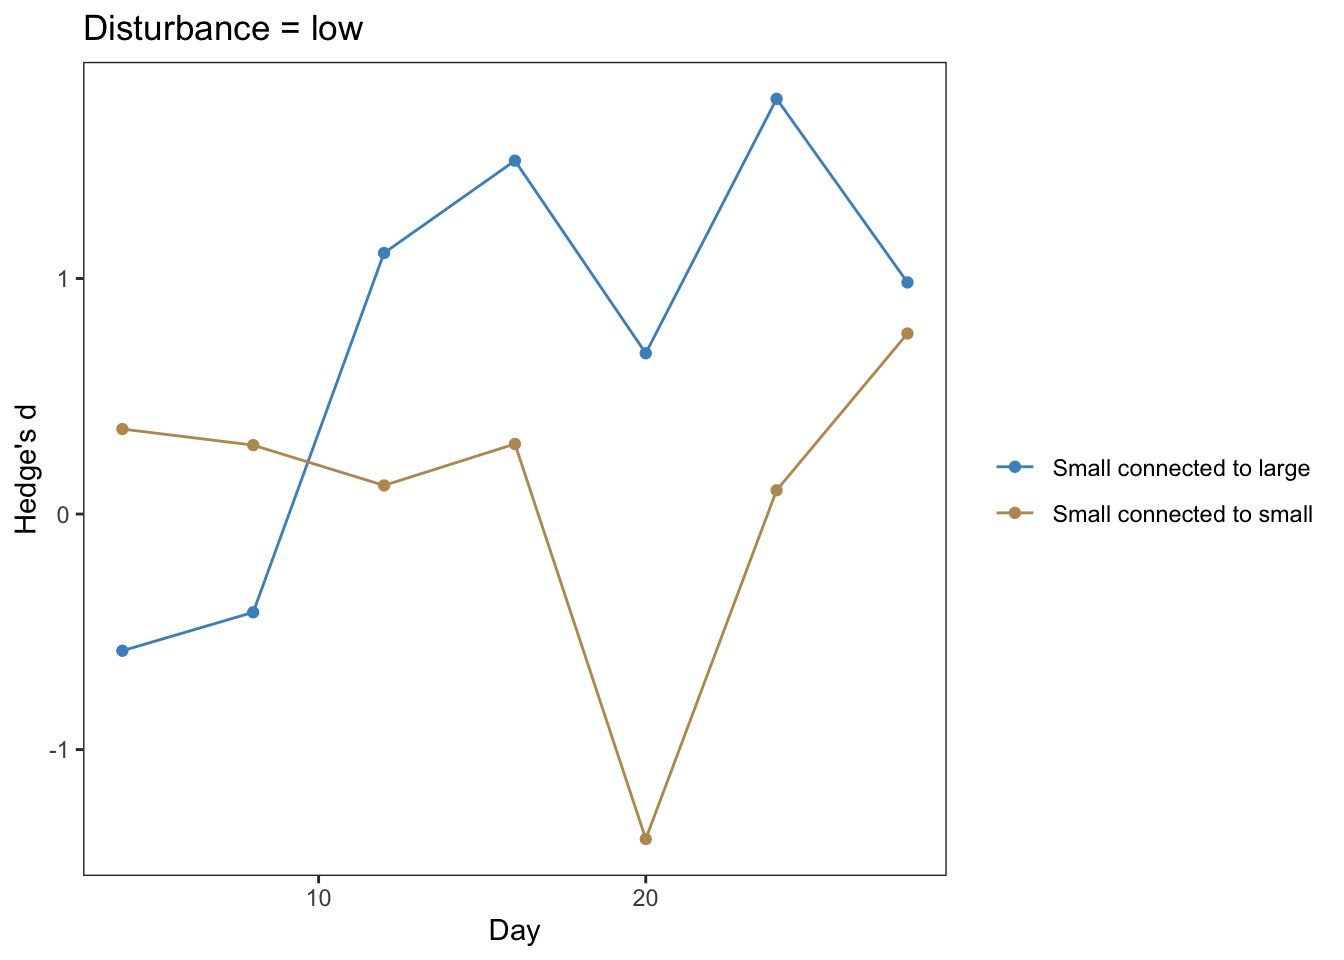 Disturbance = low
Hedge's d
1
0
-1
10
20
Day
Small connected to large
Small connected to small